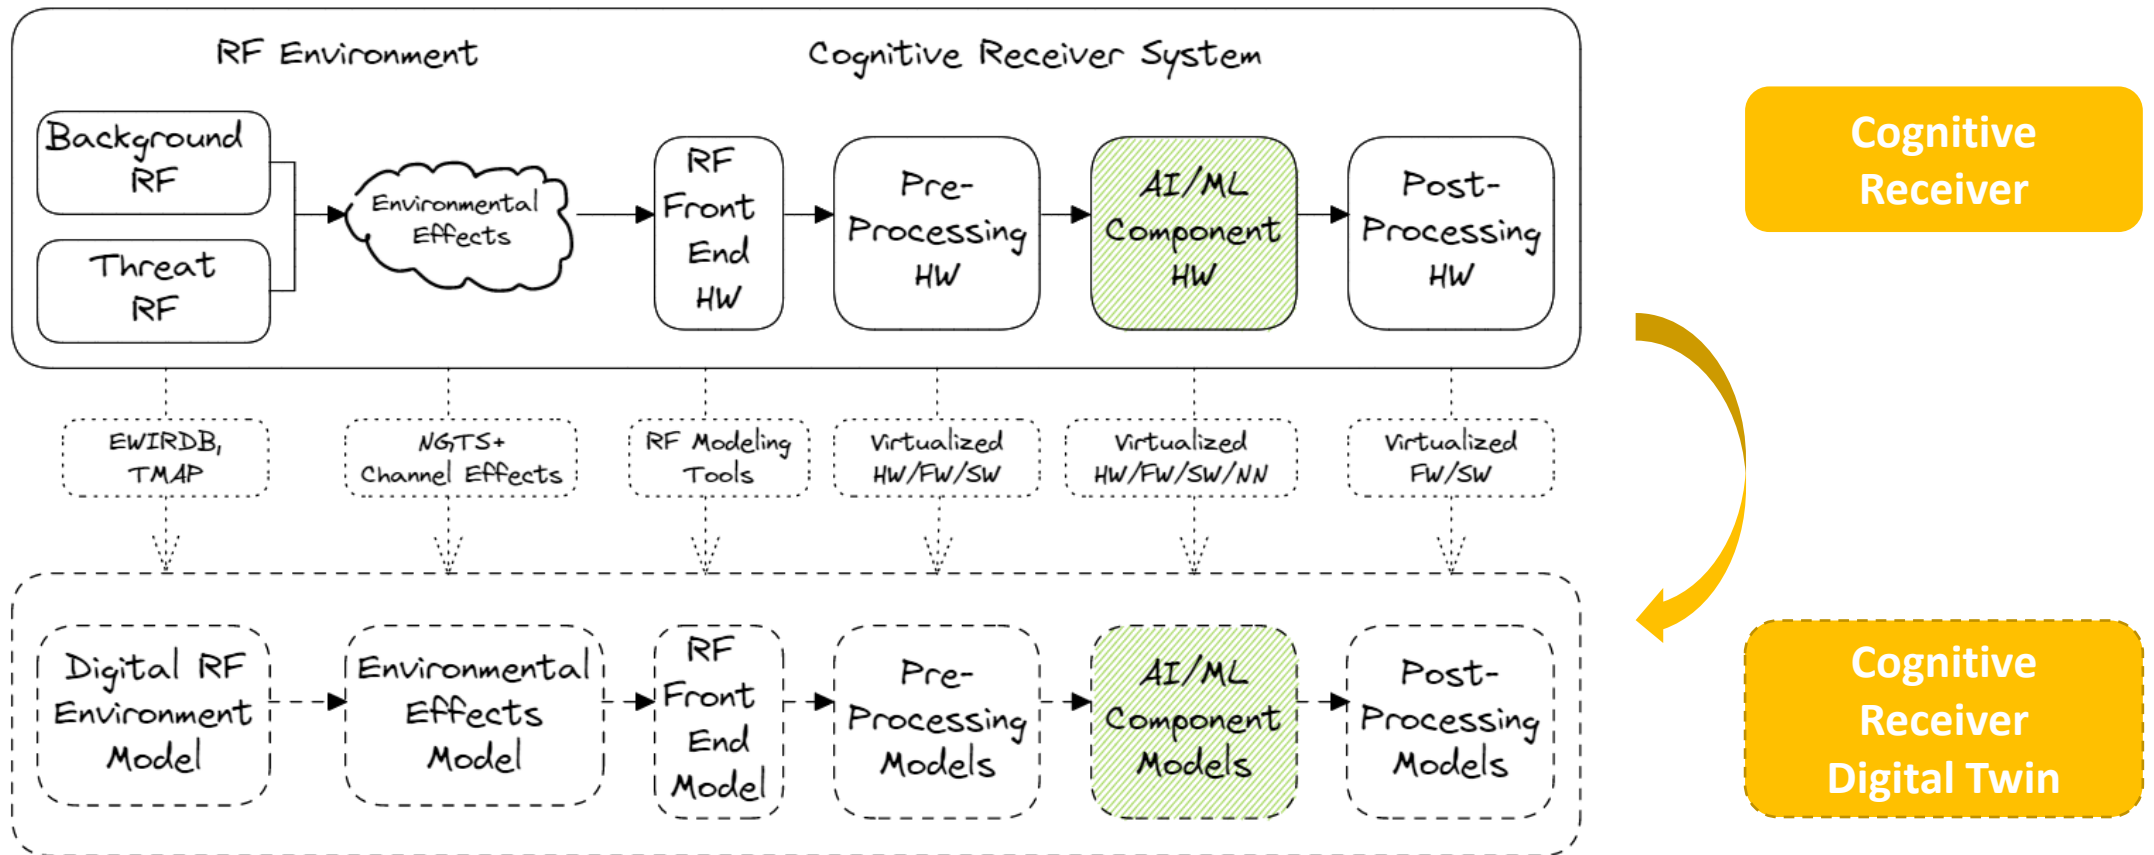 RF Environment
Cognitive Receiver System
Background
RF
Threat
RF
Environmental
Effects
RF
Front
End
HW
Pre-
Processing
HW
AI/ML
Component
HW
Post-
Processing
HW
Cognitive
Receiver
EWIRDB,
TMAP
NGTS+
Channel Effects
RF Modeling
Tools
Virtualized
HW/FW/SW
Virtualized
HW/FW/SW/NN
Virtualized
FW/SW
Digital RF
Environment
Model
Environmental
Effects
Model
RF
Front
End
Model
Pre-
Processing
Models
AI/ML
Component
Models
Post-
Processing
Models
Cognitive
Receiver
Digital Twin